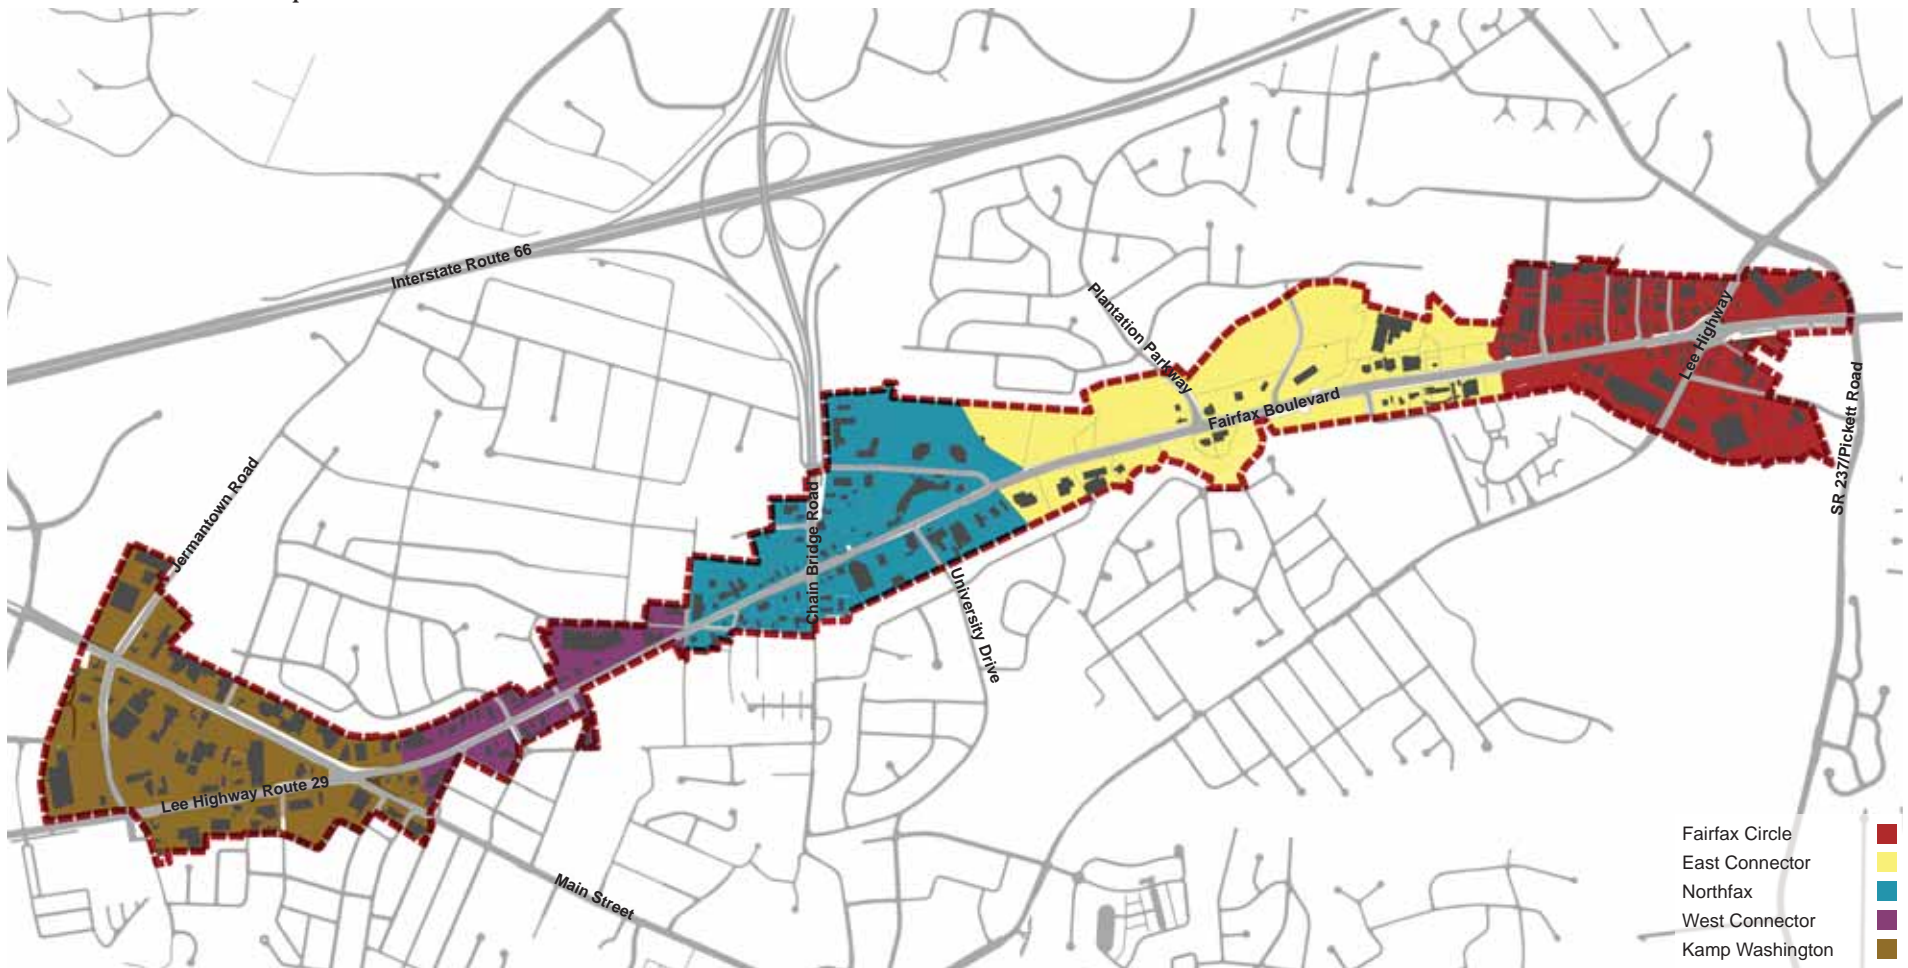 Interstate Route 66
Plantation Parkway
Lee Highway
Fairfax Boulevard
SR 237/Pickett Road
Jermantown Road
Chain Bridge Road
University Drive
Lee Highway Route 29
Main Street
Fairfax Circle
East Connector
Northfax
West Connector
Kamp Washington